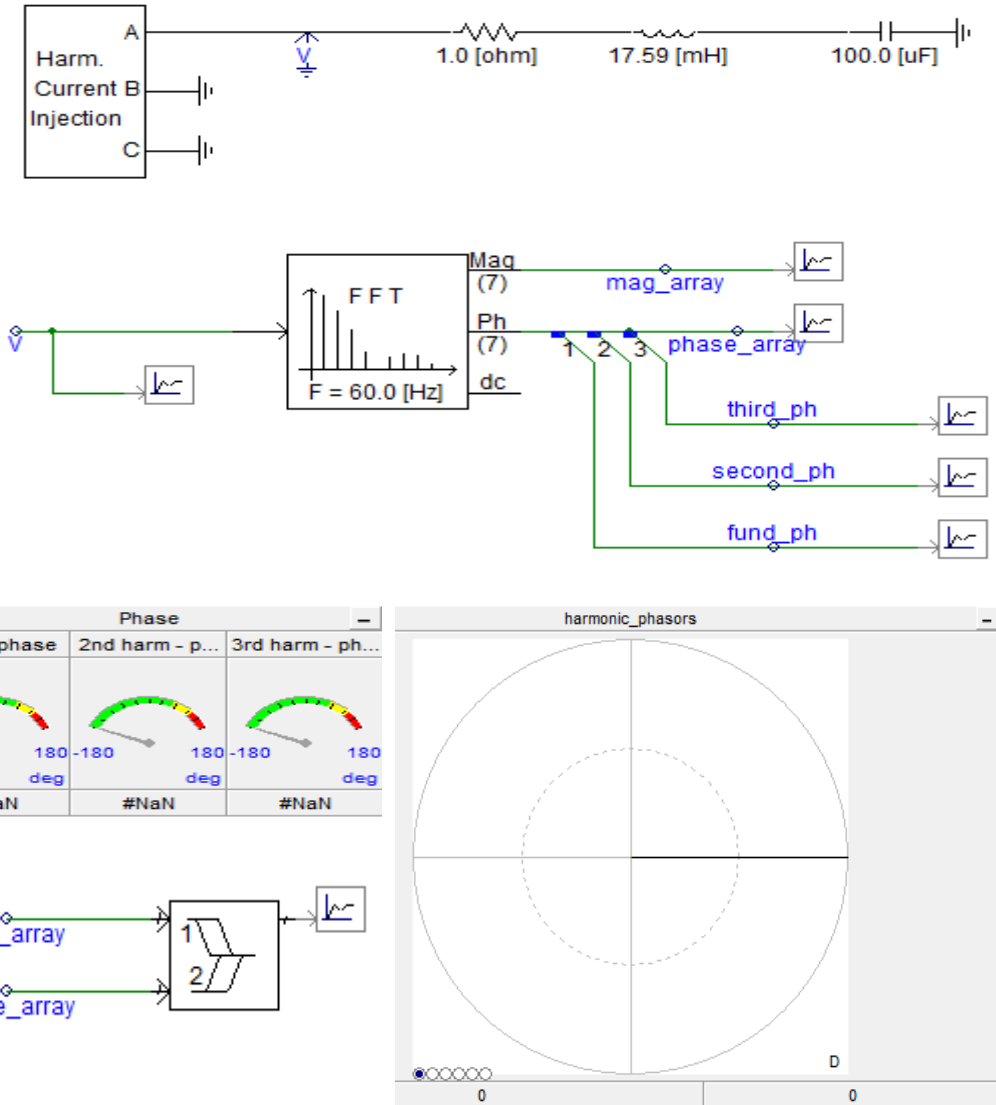 A
Harm.
Current B
Injection
C
V
1.0 [ohm]
17.59 [mH]
100.0 [uF]
V
F F T
F = 60.0 [Hz]
Mag
(7)
Ph
(7)
dc
mag_array
1 2 3
phase_array
third_ph
second_ph
fund_ph
Phase
phase
2nd harm - p...
3rd harm - ph...
180
-180
180
-180
180
deg
deg
deg
aN
#NaN
#NaN
_array
e_array
1
2
harmonic_phasors
D
0
0